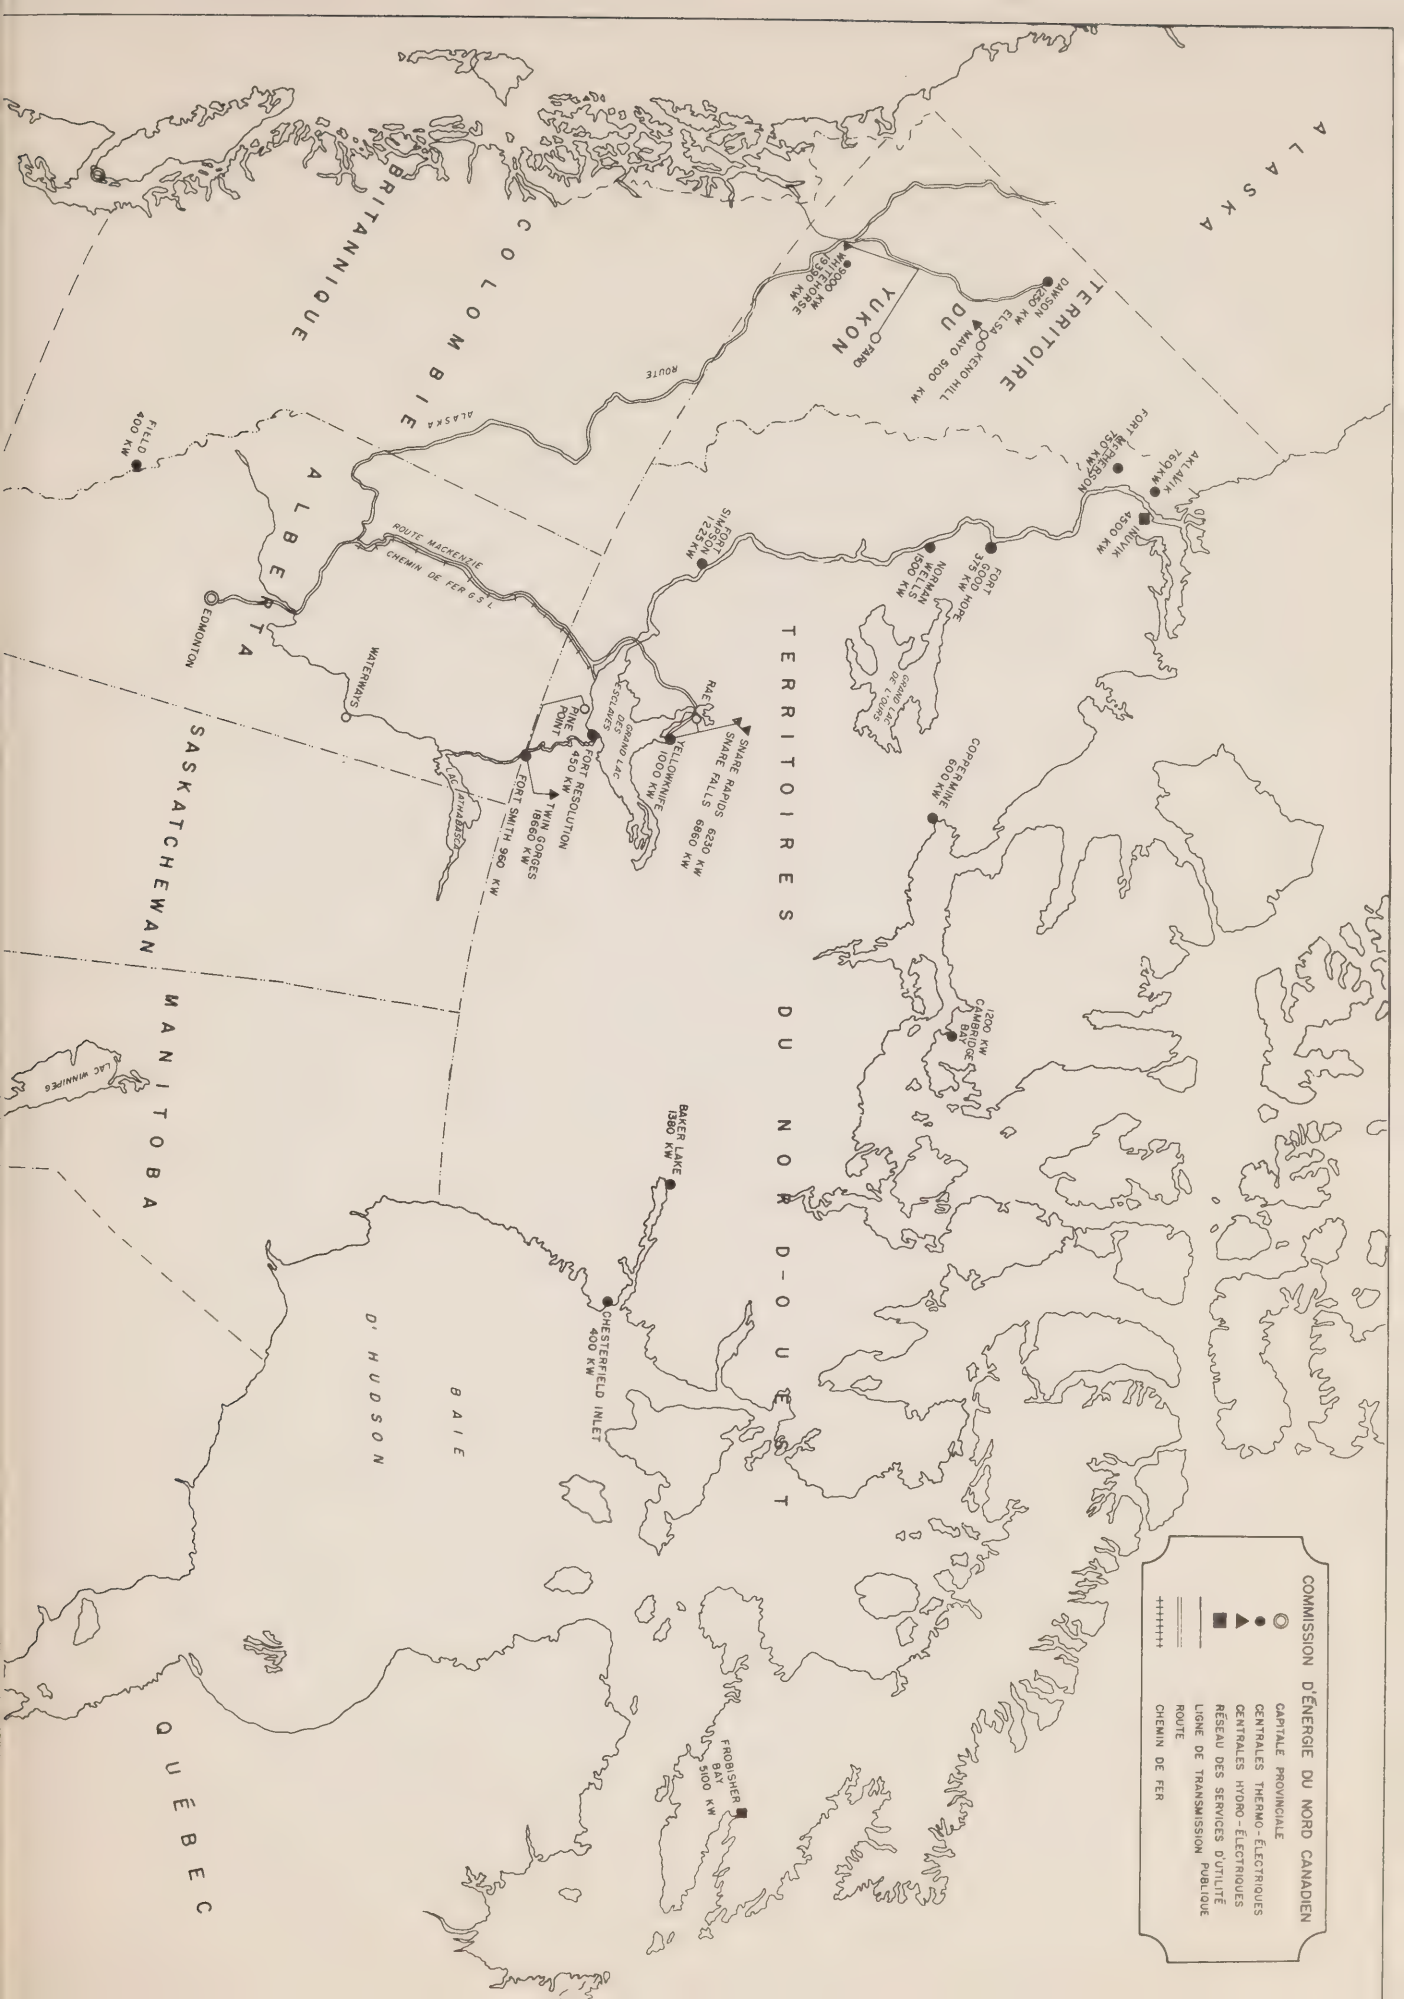 COMMISSION D'ÉNERGIE DU NORD CANADIEN
CAPITALE PROVINCIALE
CENTRALES THERMO-ÉLECTRIQUES
CENTRALES HYDRO-ÉLECTRIQUES
RÉSEAU DES SERVICES D'UTILITÉ
LIGNE DE TRANSMISSION PUBLIQUE
ROUTE
CHEMIN DE FER
ALASKA
TERRITOIRE
DU
YUKON
DAWSON
1250 KW
ELSA
KENO HILL
MAYO 5100 KW
FARO
9000 KW
WHITEHORSE
19390 KW
FORT McPHERSON
750 KW
AKLAVIK
760 KW
INUVIK
4500 KW
FORT
GOOD HOPE
375 KW
NORMAN
WELLS
1500 KW
GRAND LAC
DE L'OURS
FORT
SIMPSON
1225 KW
COPPERMINE
600 KW
1200 KW
CAMBRIDGE
BAY
TERRITOIRES DU NORD-OUEST
RAE
SNARE RAPIDS 6230 KW
SNARE FALLS 6860 KW
YELLOWKNIFE
1000 KW
GRAND LAC
DES
ESCLAVES
PINE
POINT
FORT RESOLUTION
450 KW
TWIN GORGES
18660 KW
FORT SMITH 960 KW
LAC ATHABASCA
WATERWAYS
ROUTE
ALASKA
ROUTE MACKENZIE
CHEMIN DE FER G S L
COLOMBIE
BRITANNIQUE
FIELD
400 KW
ALBERTA
EDMONTON
SASKATCHEWAN
MANITOBA
LAC WINNIPEG
BAKER LAKE
1380 KW
CHESTERFIELD INLET
400 KW
BAIE
D'HUDSON
FROBISHER
BAY
5100 KW
QUÉBEC